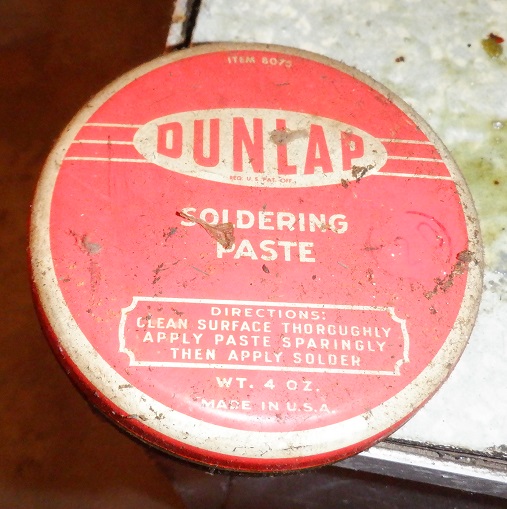 ITEM 8075
DUNLAP
REG. U.S. PAT. OFF.
SOLDERING
PASTE
DIRECTIONS:
CLEAN SURFACE THOROUGHLY
APPLY PASTE SPARINGLY
THEN APPLY SOLDER
WT. 4 OZ.
MADE IN U.S.A.